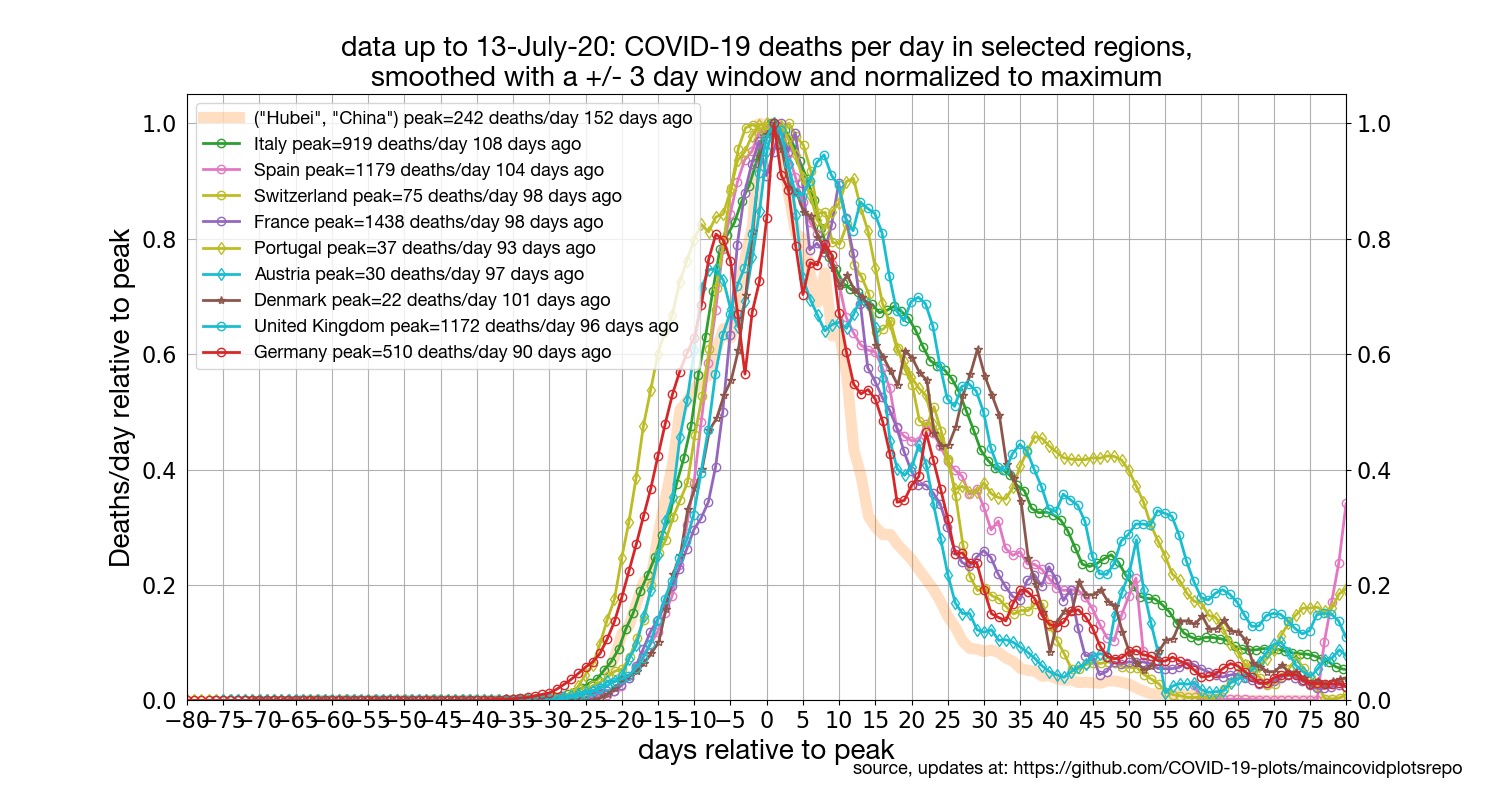 data up to 13-July-20: COVID-19 deaths per day in selected regions,
smoothed with a +/- 3 day window and normalized to maximum
("Hubei", "China") peak=242 deaths/day 152 days ago
Italy peak=919 deaths/day 108 days ago
Spain peak=1179 deaths/day 104 days ago
Switzerland peak=75 deaths/day 98 days ago
France peak=1438 deaths/day 98 days ago
Portugal peak=37 deaths/day 93 days ago
Austria peak=30 deaths/day 97 days ago
Denmark peak=22 deaths/day 101 days ago
United Kingdom peak=1172 deaths/day 96 days ago
Germany peak=510 deaths/day 90 days ago
Deaths/day relative to peak
1.0 1.0
0.8 0.8
0.6 0.6
0.4 0.4
0.2 0.2
0.0 0.0
−80 −75 −70 −65 −60 −55 −50 −45 −40 −35 −30 −25 −20 −15 −10 −5 0 5 10 15 20 25 30 35 40 45 50 55 60 65 70 75 80
days relative to peak
source, updates at: https://github.com/COVID-19-plots/maincovidplotsrepo